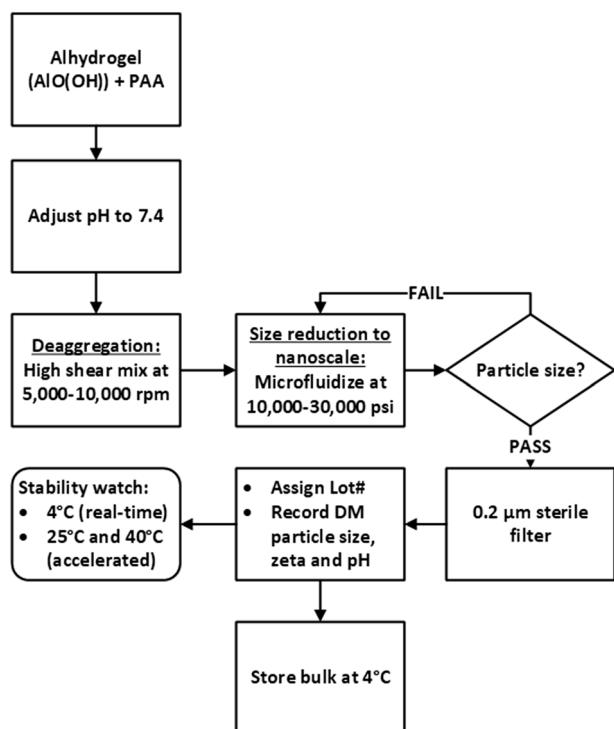 Alhydrogel
(AlO(OH)) + PAA
Adjust pH to 7.4
Deaggregation:
High shear mix at
5,000-10,000 rpm
Size reduction to
nanoscale:
Microfluidize at
10,000-30,000 psi
FAIL
Particle size?
PASS
0.2 µm sterile
filter
• Assign Lot#
• Record DM
particle size,
zeta and pH
Stability watch:
• 4°C (real-time)
• 25°C and 40°C
(accelerated)
Store bulk at 4°C